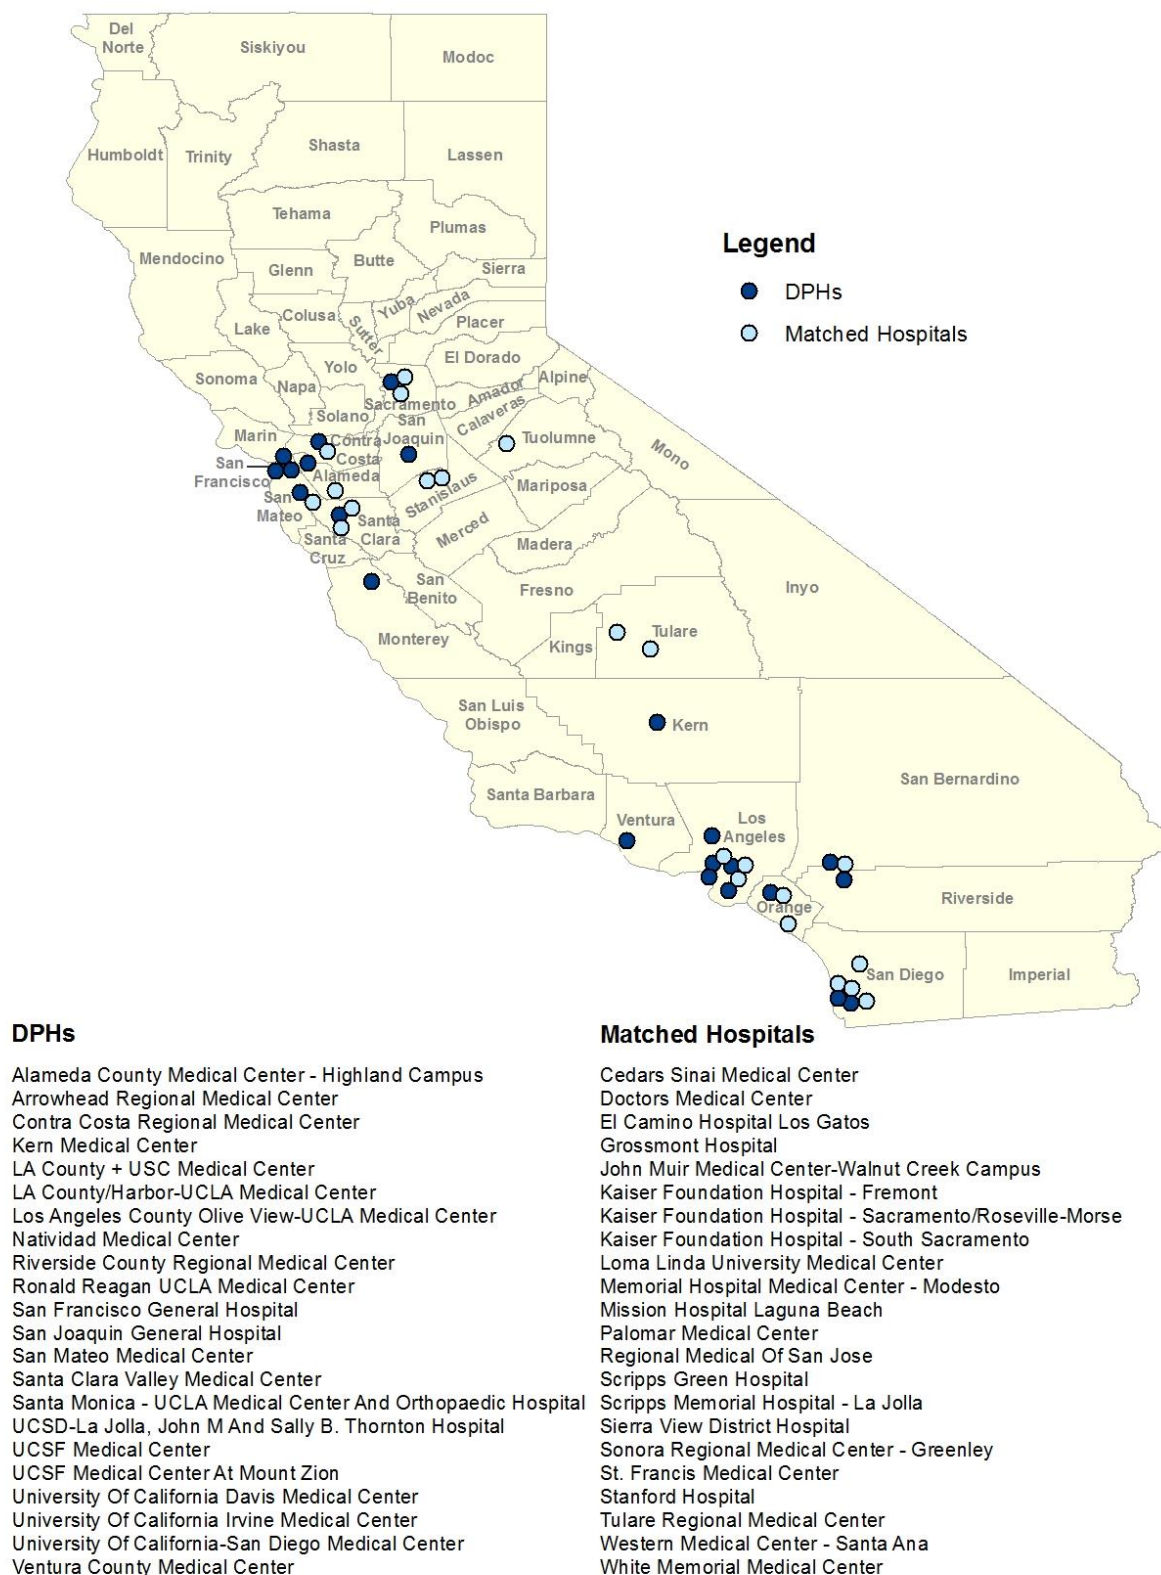 Del
Norte
Siskiyou
Modoc
Humboldt
Trinity
Shasta
Lassen
Tehama
Plumas
Mendocino
Glenn
Butte
Sierra
Colusa
Sutter
Yuba
Nevada
Lake
Placer
Yolo
El Dorado
Sonoma
Napa
Alpine
Sacramento
Amador
Solano
Calaveras
San
Joaquin
Marin
Contra
Costa
Tuolumne
Mono
San
Francisco
Alameda
Stanislaus
Mariposa
San
Mateo
Santa
Clara
Merced
Santa
Cruz
Madera
San
Benito
Fresno
Inyo
Monterey
Kings
Tulare
San Luis
Obispo
Kern
San Bernardino
Santa Barbara
Ventura
Los
Angeles
Orange
Riverside
San Diego
Imperial
Legend
DPHs
Matched Hospitals
DPHs
Alameda County Medical Center - Highland Campus
Arrowhead Regional Medical Center
Contra Costa Regional Medical Center
Kern Medical Center
LA County + USC Medical Center
LA County/Harbor-UCLA Medical Center
Los Angeles County Olive View-UCLA Medical Center
Natividad Medical Center
Riverside County Regional Medical Center
Ronald Reagan UCLA Medical Center
San Francisco General Hospital
San Joaquin General Hospital
San Mateo Medical Center
Santa Clara Valley Medical Center
Santa Monica - UCLA Medical Center And Orthopaedic Hospital
UCSD-La Jolla, John M And Sally B. Thornton Hospital
UCSF Medical Center
UCSF Medical Center At Mount Zion
University Of California Davis Medical Center
University Of California Irvine Medical Center
University Of California-San Diego Medical Center
Ventura County Medical Center
Matched Hospitals
Cedars Sinai Medical Center
Doctors Medical Center
El Camino Hospital Los Gatos
Grossmont Hospital
John Muir Medical Center-Walnut Creek Campus
Kaiser Foundation Hospital - Fremont
Kaiser Foundation Hospital - Sacramento/Roseville-Morse
Kaiser Foundation Hospital - South Sacramento
Loma Linda University Medical Center
Memorial Hospital Medical Center - Modesto
Mission Hospital Laguna Beach
Palomar Medical Center
Regional Medical Of San Jose
Scripps Green Hospital
Scripps Memorial Hospital - La Jolla
Sierra View District Hospital
Sonora Regional Medical Center - Greenley
St. Francis Medical Center
Stanford Hospital
Tulare Regional Medical Center
Western Medical Center - Santa Ana
White Memorial Medical Center